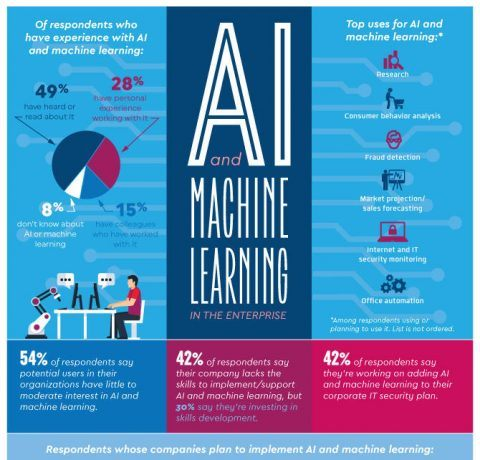 Of respondents who
have experience with AI
and machine learning:
49%
have heard or
read about it
28%
have personal
experience
working with it
8%
don't know about
AI or machine
learning
15%
have colleagues
who have worked
with it
AI
and
MACHINE
LEARNING
IN THE ENTERPRISE
Top uses for AI and
machine learning:*
Research
Consumer behavior analysis
Fraud detection
Market projection/
sales forecasting
Internet and IT
security monitoring
Office automation
*Among respondents using or
planning to use it. List is not ordered.
54% of respondents say
potential users in their
organizations have little to
moderate interest in AI and
machine learning.
42% of respondents say
their company lacks the
skills to implement/support
AI and machine learning, but
30% say they're investing in
skills development.
42% of respondents say
they're working on adding AI
and machine learning to their
corporate IT security plan.
Respondents whose companies plan to implement AI and machine learning: